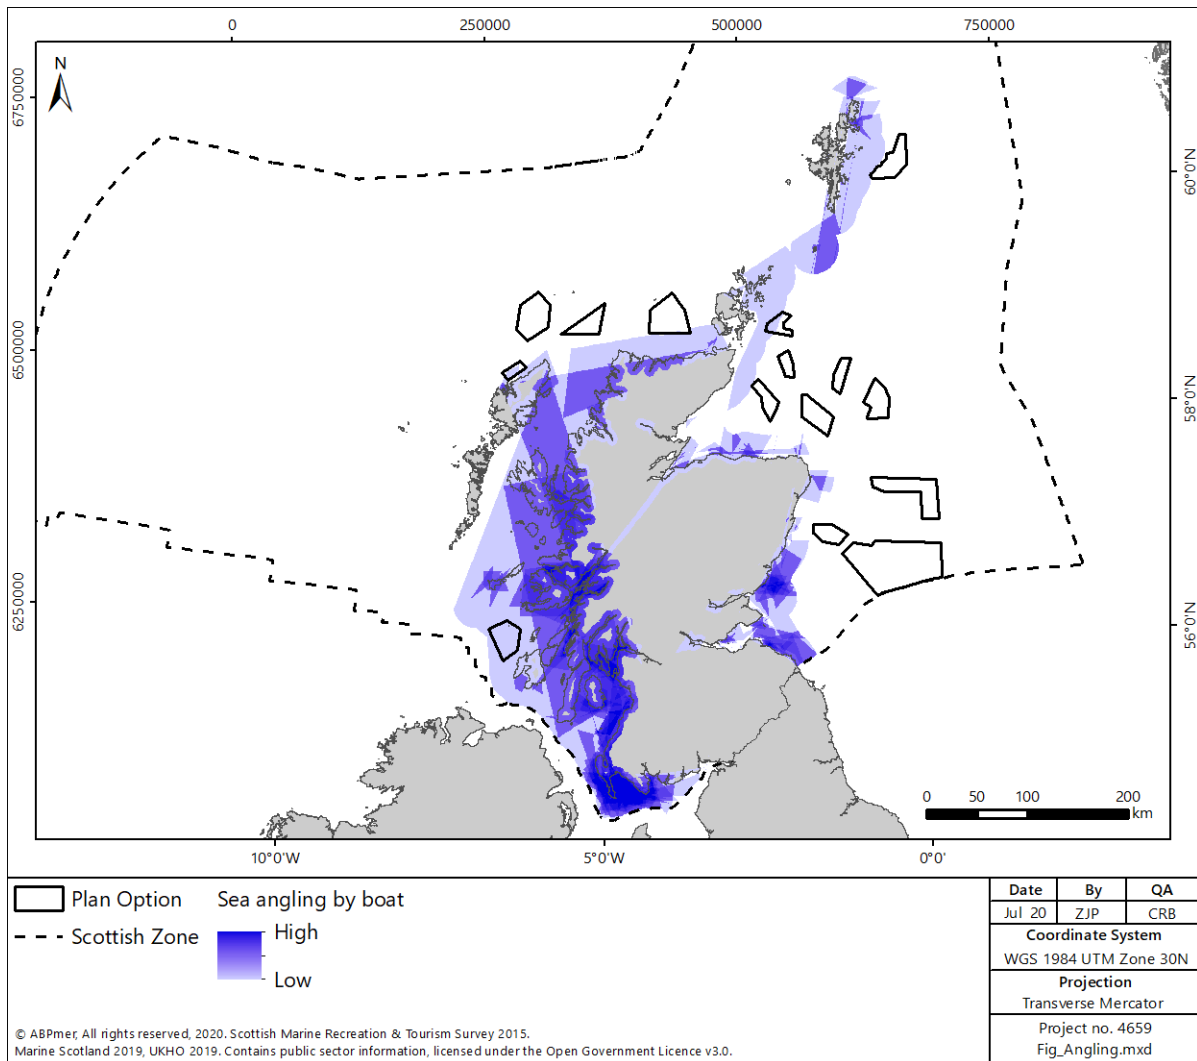 0 250000 500000 750000
N
6750000
6500000
6250000
60°0'N
58°0'N
56°0'N
0 50 100 200
km
10°0'W 5°0'W 0°0'
Plan Option
Scottish Zone
Sea angling by boat
High
Low
Date By QA
Jul 20 ZJP CRB
Coordinate System
WGS 1984 UTM Zone 30N
Projection
Transverse Mercator
Project no. 4659
Fig_Angling.mxd
© ABPmer, All rights reserved, 2020. Scottish Marine Recreation & Tourism Survey 2015.
Marine Scotland 2019, UKHO 2019. Contains public sector information, licensed under the Open Government Licence v3.0.